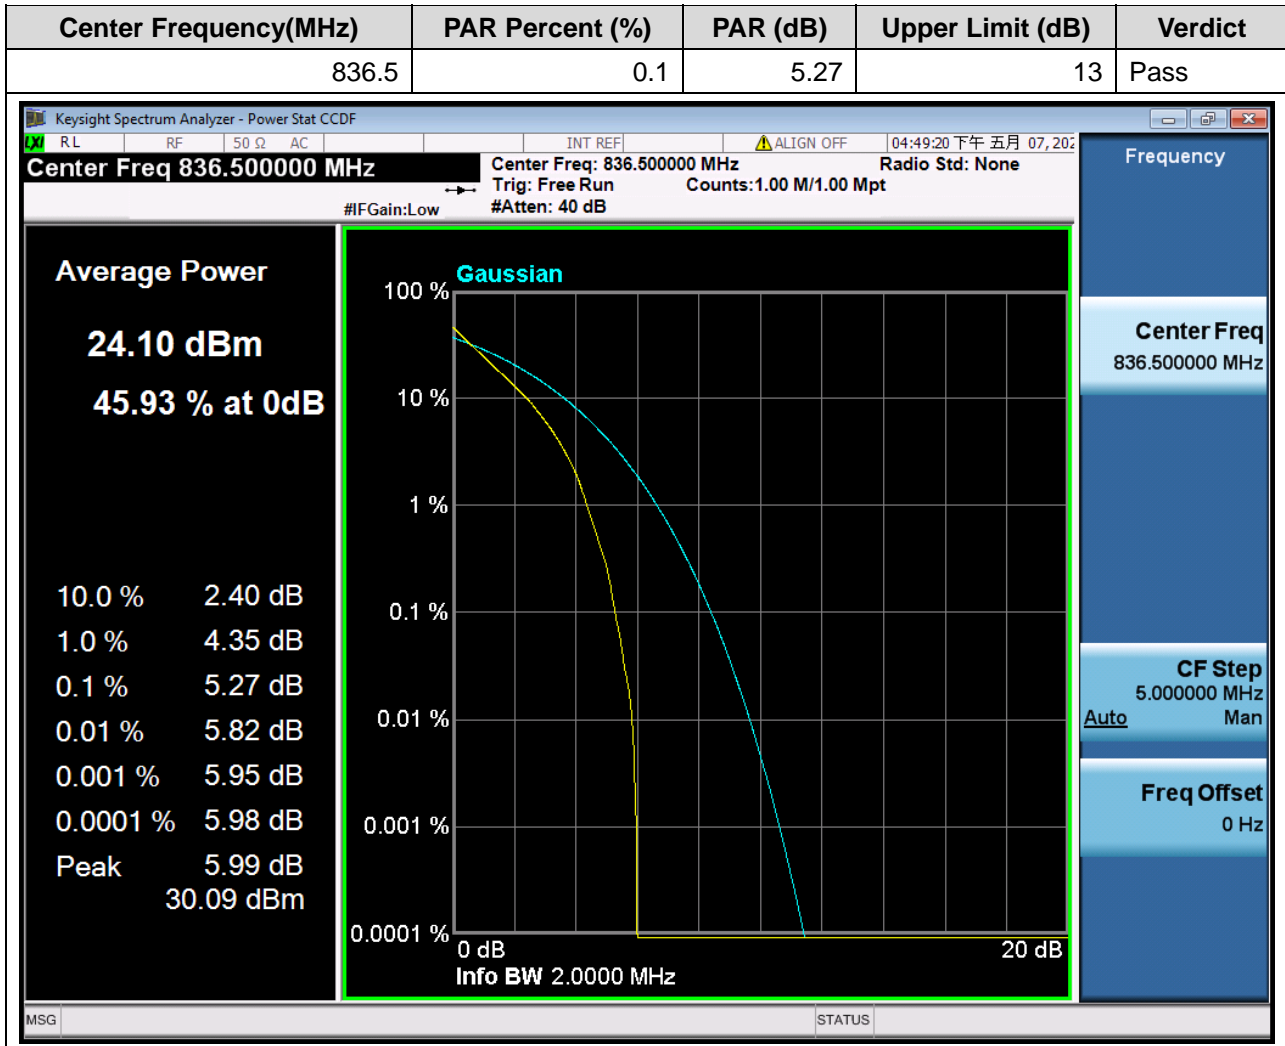 Center Frequency(MHz) PAR Percent (%) PAR (dB) Upper Limit (dB) Verdict
836.5 0.1 5.27 13 Pass
Keysight Spectrum Analyzer - Power Stat CCDF
LXI RL RF 50 Ω AC INT REF ALIGN OFF 04:49:20 下午 五月 07, 202
Center Freq 836.500000 MHz
Center Freq: 836.500000 MHz Radio Std: None
Trig: Free Run Counts:1.00 M/1.00 Mpt
#IFGain:Low #Atten: 40 dB
Average Power
24.10 dBm
45.93 % at 0dB
10.0 % 2.40 dB
1.0 % 4.35 dB
0.1 % 5.27 dB
0.01 % 5.82 dB
0.001 % 5.95 dB
0.0001 % 5.98 dB
Peak 5.99 dB
30.09 dBm
Gaussian
100 %
10 %
1 %
0.1 %
0.01 %
0.001 %
0.0001 %
0 dB 20 dB
Info BW 2.0000 MHz
Frequency
Center Freq
836.500000 MHz
CF Step
5.000000 MHz
Auto Man
Freq Offset
0 Hz
MSG STATUS